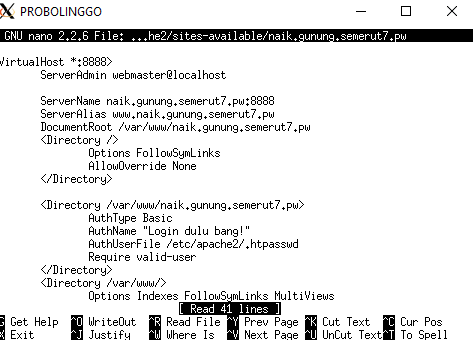 PROBOLINGGO
GNU nano 2.2.6 File: ...he2/sites-available/naik.gunung.semerut7.pw
VirtualHost *:8888>
ServerAdmin webmaster@localhost
ServerName naik.gunung.semerut7.pw:8888
ServerAlias www.naik.gunung.semerut7.pw
DocumentRoot /var/www/naik.gunung.semerut7.pw
<Directory />
Options FollowSymLinks
AllowOverride None
</Directory>
<Directory /var/www/naik.gunung.semerut7.pw>
AuthType Basic
AuthName "Login dulu bang!"
AuthUserFile /etc/apache2/.htpasswd
Require valid-user
</Directory>
<Directory /var/www/>
Options Indexes FollowSymLinks MultiViews
[ Read 41 lines ]
G Get Help ^O WriteOut ^R Read File ^Y Prev Page ^K Cut Text ^C Cur Pos
X Exit ^J Justify ^W Where Is ^V Next Page ^U UnCut Text^T To Spell